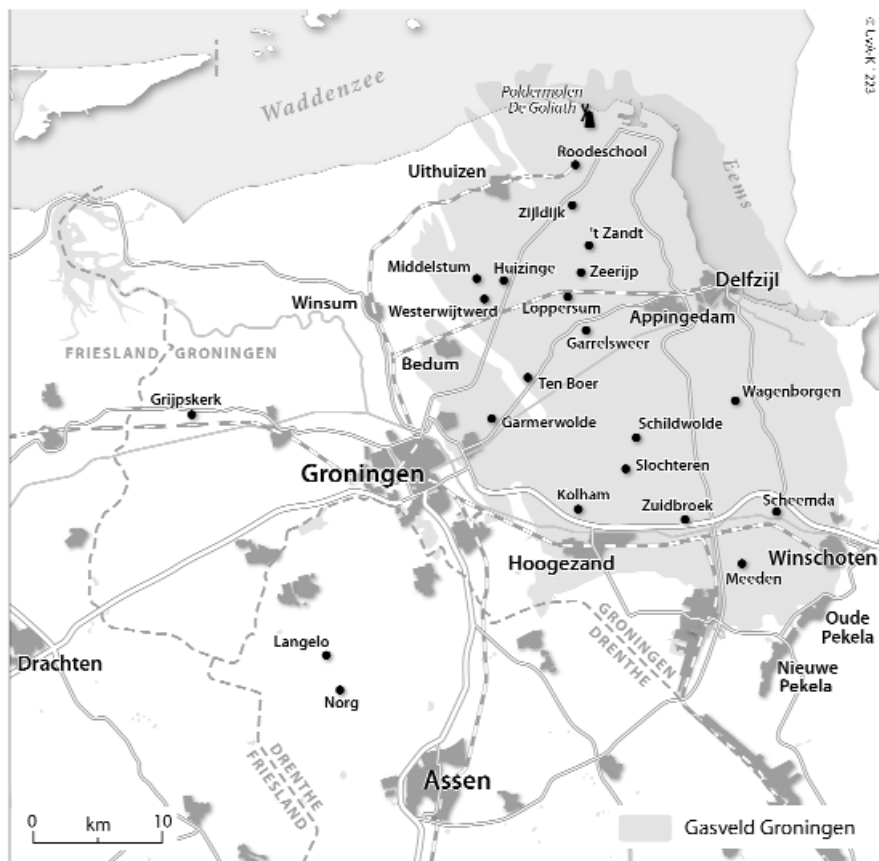 © UvA-K '223
Waddenzee
Poldermolen
De Goliath
Eems
Roodeschool
Uithuizen
Zijldijk
't Zandt
Middelstum
Huizinge
Zeerijp
Delfzijl
Winsum
Westerwijtwerd
Loppersum
Appingedam
Garrelsweer
FRIESLAND
GRONINGEN
Bedum
Ten Boer
Wagenborgen
Grijpskerk
Garmerwolde
Schildwolde
Groningen
Slochteren
Kolham
Zuidbroek
Scheemda
Hoogezand
Winschoten
Meeden
GRONINGEN
DRENTHE
Oude
Pekela
Langelo
Drachten
Nieuwe
Pekela
Norg
DRENTHE
FRIESLAND
Assen
0 km 10
Gasveld Groningen